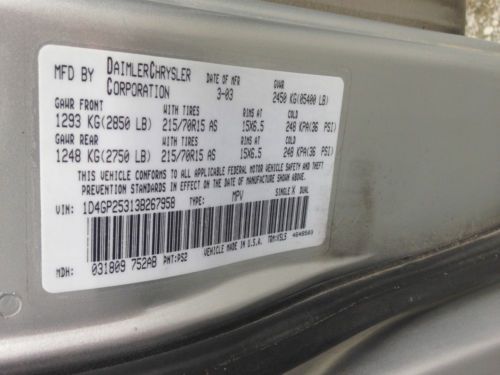 MFD BY DAIMLERCHRYSLER CORPORATION DATE OF MFR 3-03 GVWR 2450 KG(05400 LB)
GAWR FRONT WITH TIRES RIMS AT COLD
1293 KG(2850 LB) 215/70R15 AS 15X6.5 248 KPA(36 PSI)
GAWR REAR WITH TIRES RIMS AT COLD
1248 KG(2750 LB) 215/70R15 AS 15X6.5 248 KPA(36 PSI)
THIS VEHICLE CONFORMS TO ALL APPLICABLE FEDERAL MOTOR VEHICLE SAFETY AND THEFT
PREVENTION STANDARDS IN EFFECT ON THE DATE OF MANUFACTURE SHOWN ABOVE.
VIN: 1D4GP25313B267958 TYPE: MPV SINGLE X DUAL
VEHICLE MADE IN U.S.A.
MDH: 031809 752AB PNT:PS2 TRM:XSLS